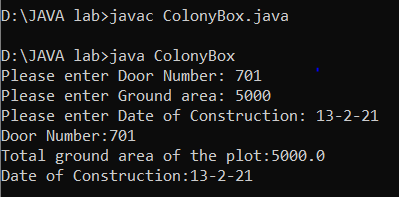 D:\JAVA lab>javac ColonyBox.java
D:\JAVA lab>java ColonyBox
Please enter Door Number: 701
Please enter Ground area: 5000
Please enter Date of Construction: 13-2-21
Door Number:701
Total ground area of the plot:5000.0
Date of Construction:13-2-21